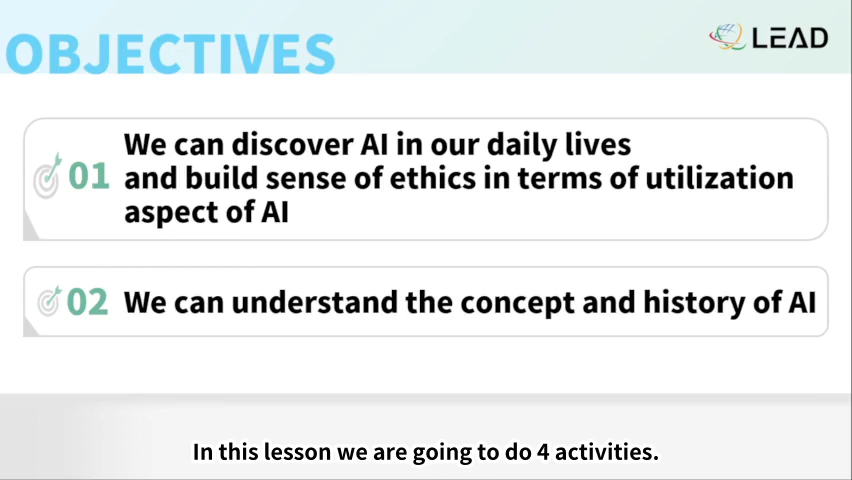 OBJECTIVES
LEAD
01
We can discover AI in our daily lives
and build sense of ethics in terms of utilization
aspect of AI
02
We can understand the concept and history of AI
In this lesson we are going to do 4 activities.